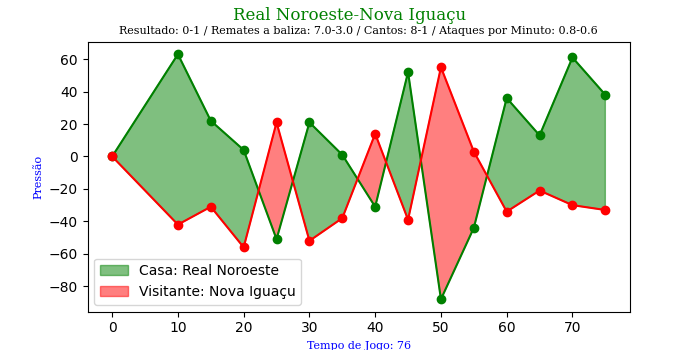 Real Noroeste-Nova Iguaçu
Resultado: 0-1 / Remates a baliza: 7.0-3.0 / Cantos: 8-1 / Ataques por Minuto: 0.8-0.6
Pressão
60
40
20
0
−20
−40
−60
−80
Casa: Real Noroeste
Visitante: Nova Iguaçu
0 10 20 30 40 50 60 70
Tempo de Jogo: 76